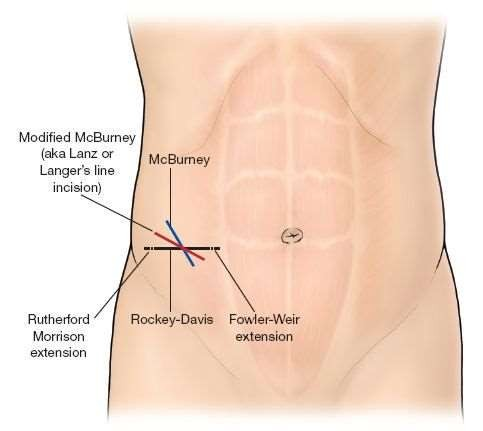 Modified McBurney
(aka Lanz or
Langer's line
incision)
McBurney
Rutherford
Morrison
extension
Rockey-Davis
Fowler-Weir
extension